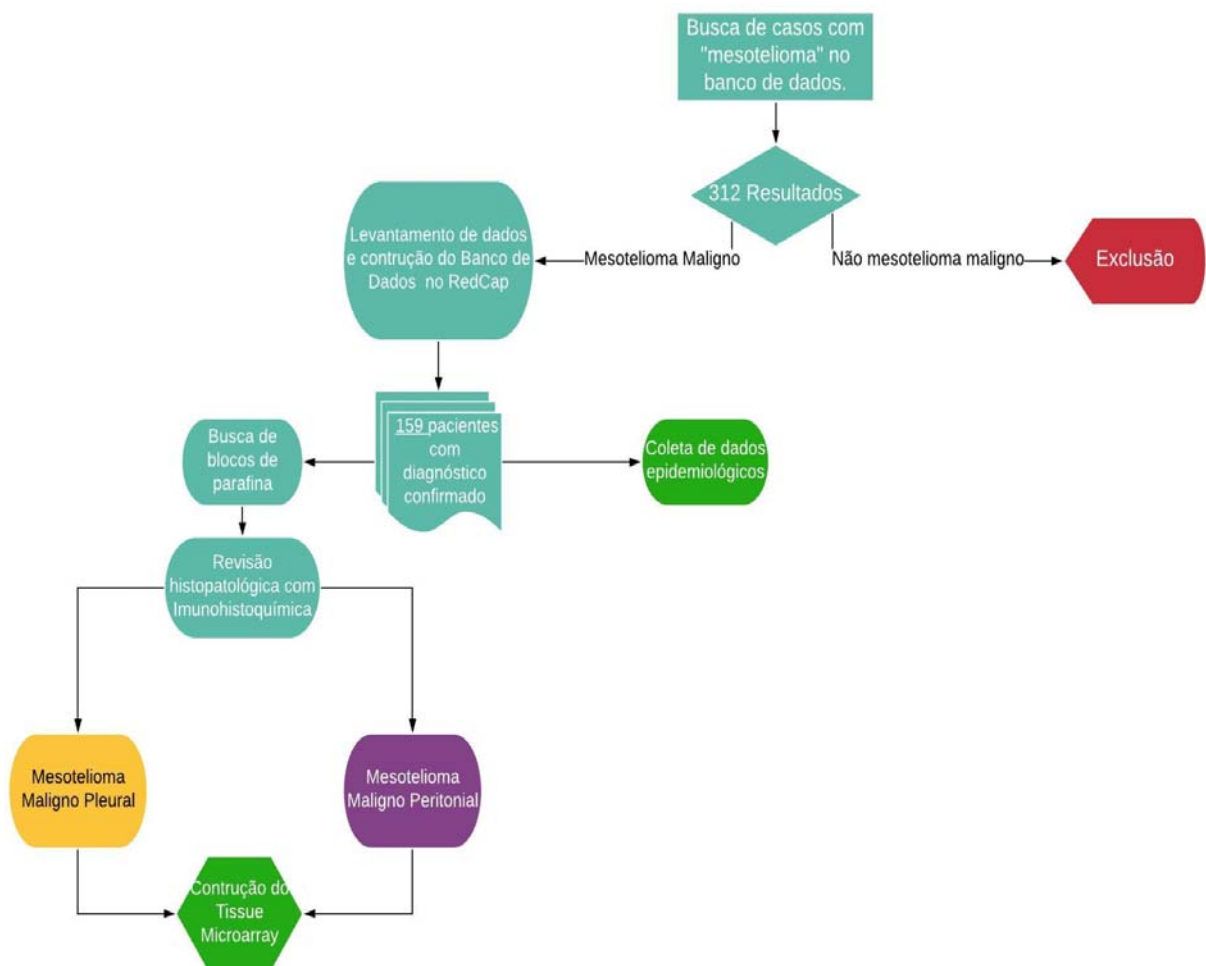 Busca de casos com
"mesotelioma" no
banco de dados.
312 Resultados
Mesotelioma Maligno
Não mesotelioma maligno
Exclusão
Levantamento de dados
e contrução do Banco de
Dados no RedCap
159 pacientes
com
diagnóstico
confirmado
Busca de
blocos de
parafina
Coleta de dados
epidemiológicos
Revisão
histopatológica com
Imunohistoquímica
Mesotelioma
Maligno Pleural
Mesotelioma
Maligno Peritonial
Contrução do
Tissue
Microarray